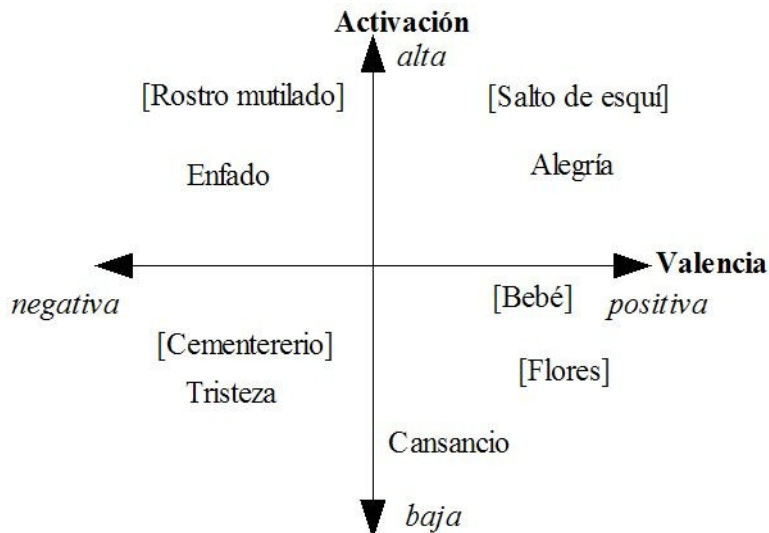 Activación
alta
[Rostro mutilado]
[Salto de esquí]
Enfado
Alegría
Valencia
negativa
[Bebé]
positiva
[Cementererio]
Tristeza
[Flores]
Cansancio
baja